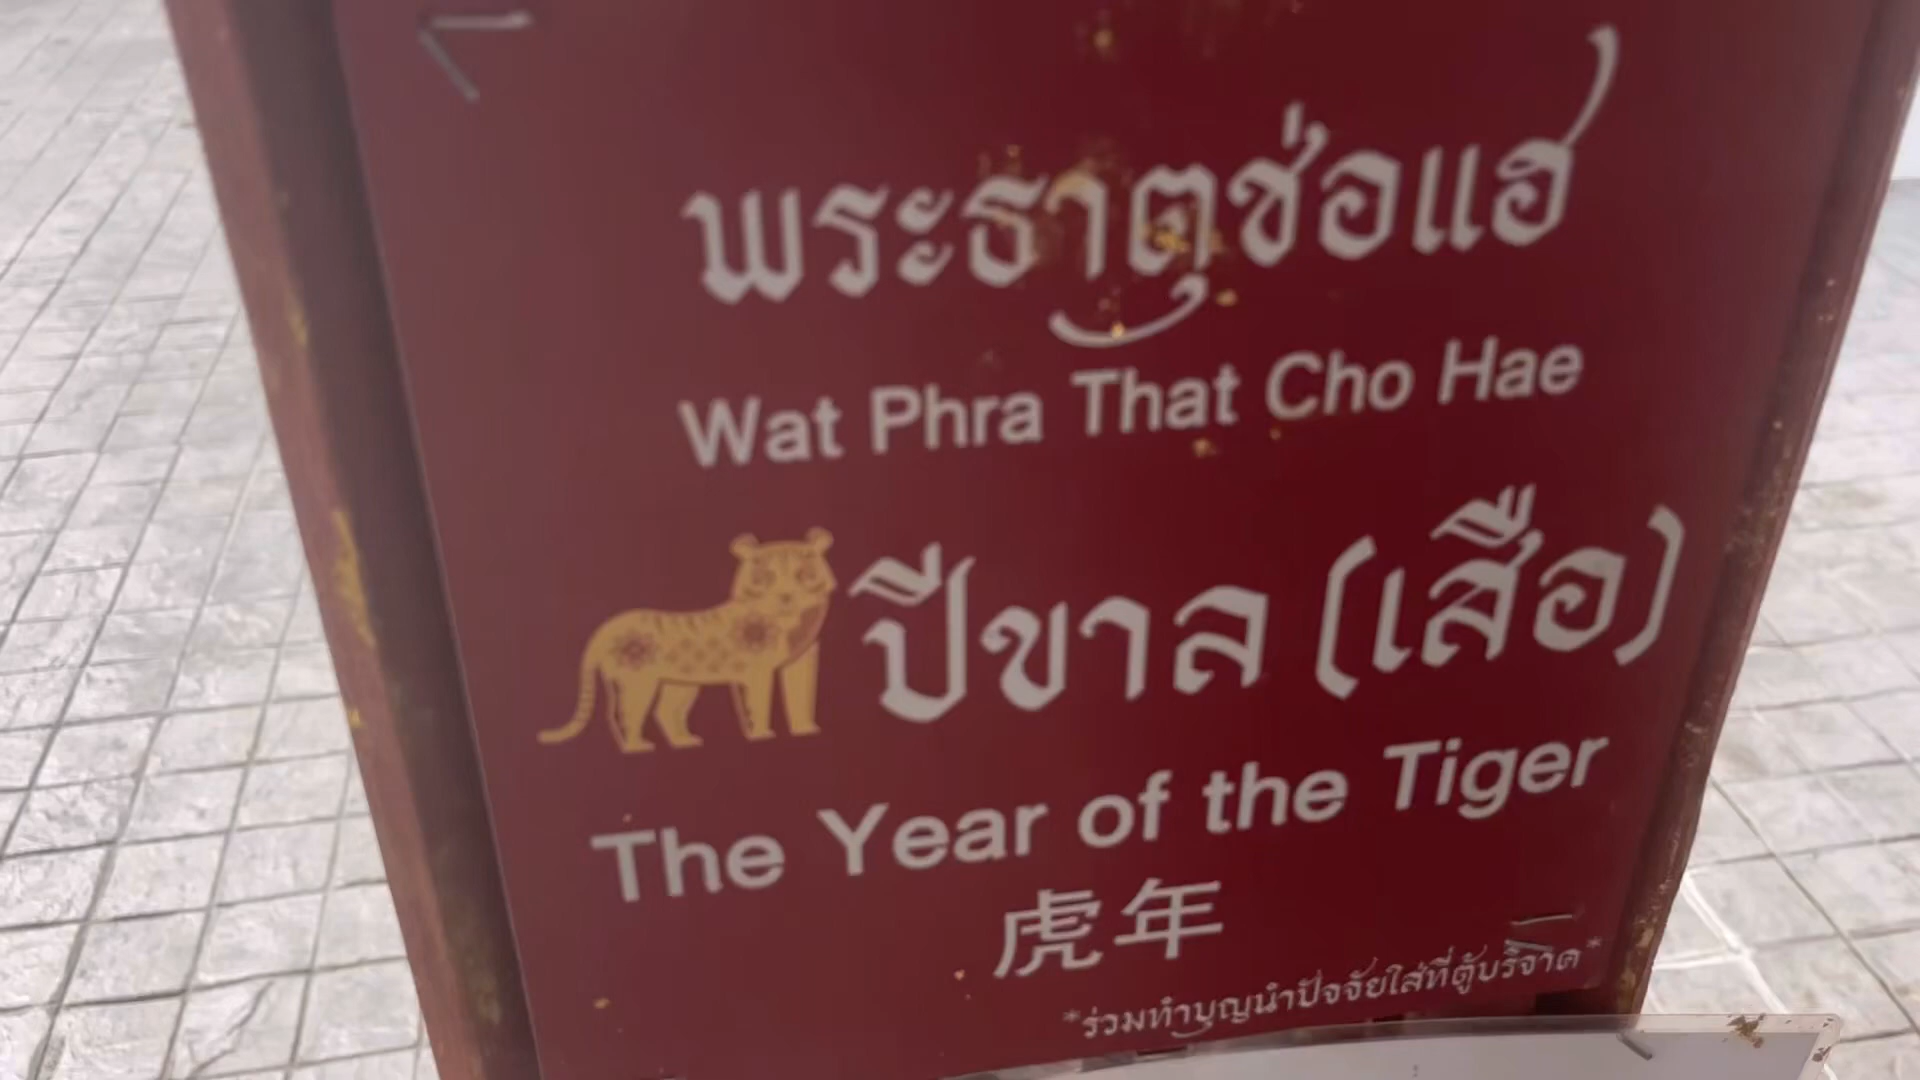 พระธาตุช่อแฮ
Wat Phra That Cho Hae
ปีขาล (เสือ)
The Year of the Tiger
虎年
*ร่วมทำบุญนำปัจจัยใส่ที่ตู้บริจาค*